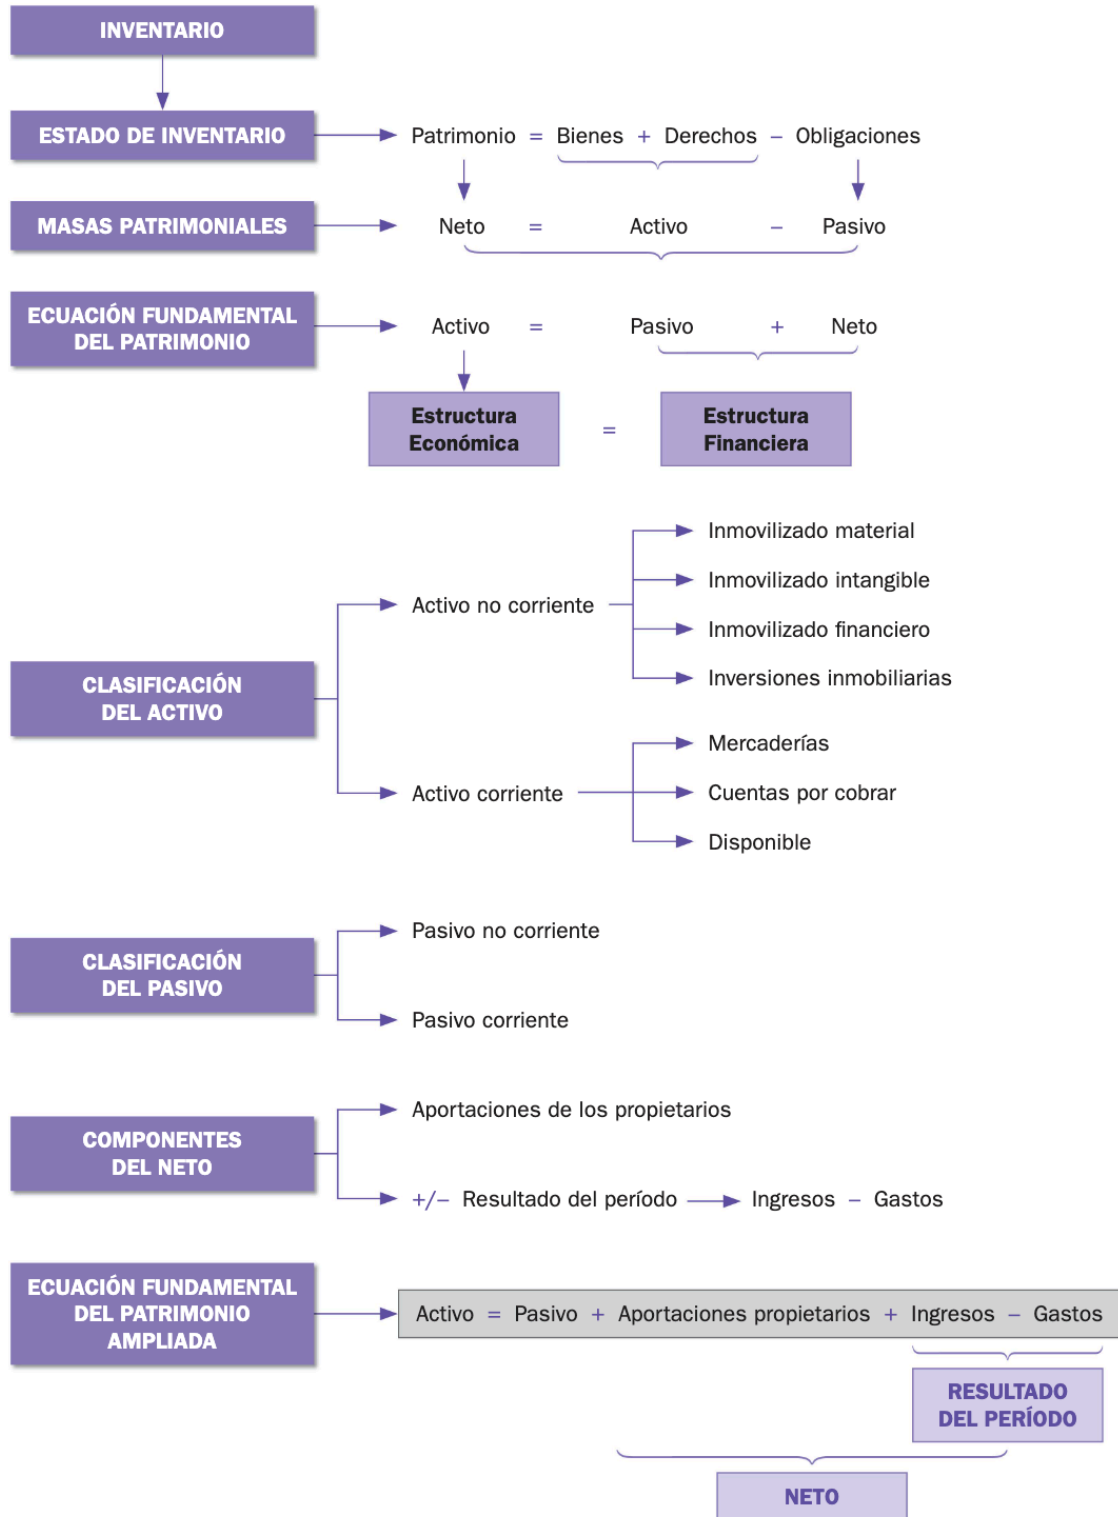 INVENTARIO
ESTADO DE INVENTARIO
Patrimonio = Bienes + Derechos – Obligaciones
MASAS PATRIMONIALES
Neto = Activo – Pasivo
ECUACIÓN FUNDAMENTAL
DEL PATRIMONIO
Activo = Pasivo + Neto
Estructura
Económica
=
Estructura
Financiera
CLASIFICACIÓN
DEL ACTIVO
Activo no corriente
Inmovilizado material
Inmovilizado intangible
Inmovilizado financiero
Inversiones inmobiliarias
Activo corriente
Mercaderías
Cuentas por cobrar
Disponible
CLASIFICACIÓN
DEL PASIVO
Pasivo no corriente
Pasivo corriente
COMPONENTES
DEL NETO
Aportaciones de los propietarios
+/– Resultado del período
Ingresos – Gastos
ECUACIÓN FUNDAMENTAL
DEL PATRIMONIO
AMPLIADA
Activo = Pasivo + Aportaciones propietarios + Ingresos – Gastos
RESULTADO
DEL PERÍODO
NETO